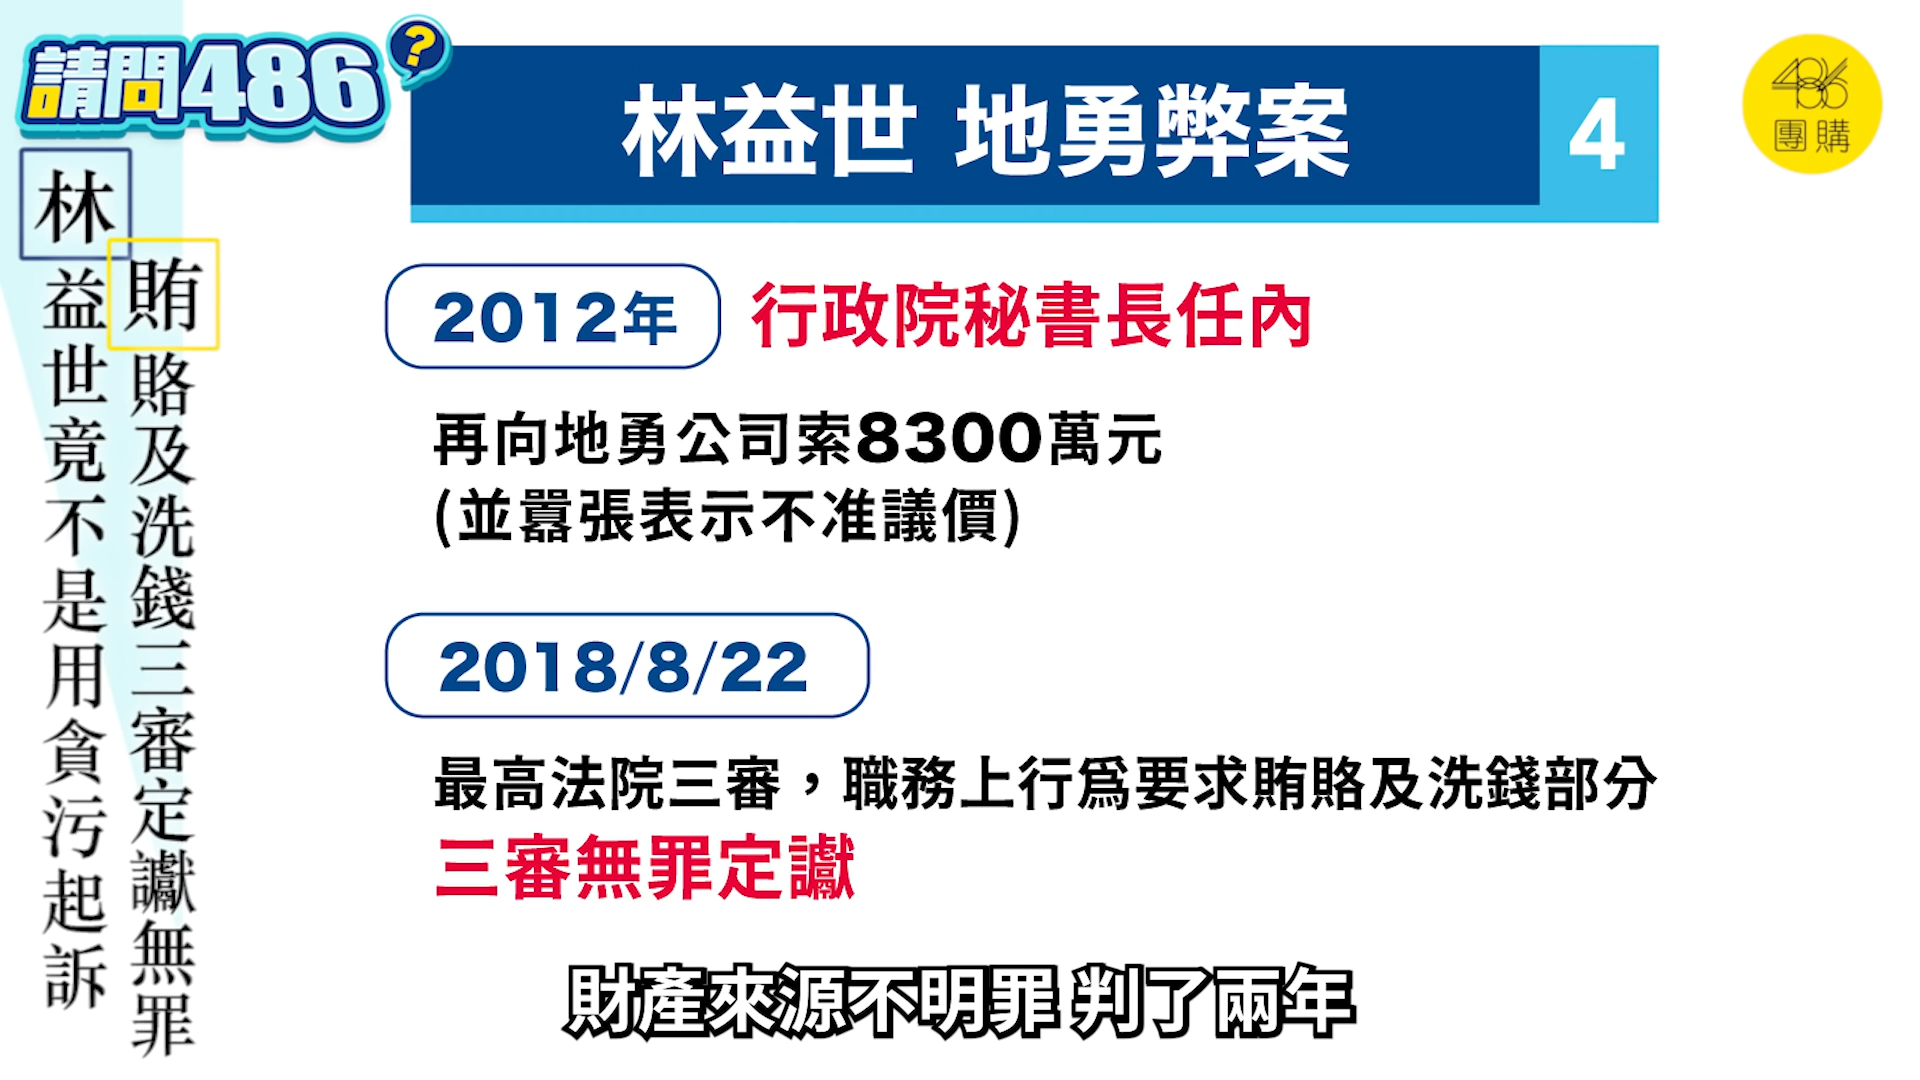 請問486?
林益世 地勇弊案
4
486
團購
林益世竟不是用貪污起訴
賄賂及洗錢三審定讞無罪
2012年
行政院秘書長任內
再向地勇公司索8300萬元
(並囂張表示不准議價)
2018/8/22
最高法院三審，職務上行為要求賄賂及洗錢部分
三審無罪定讞
財產來源不明罪 判了兩年